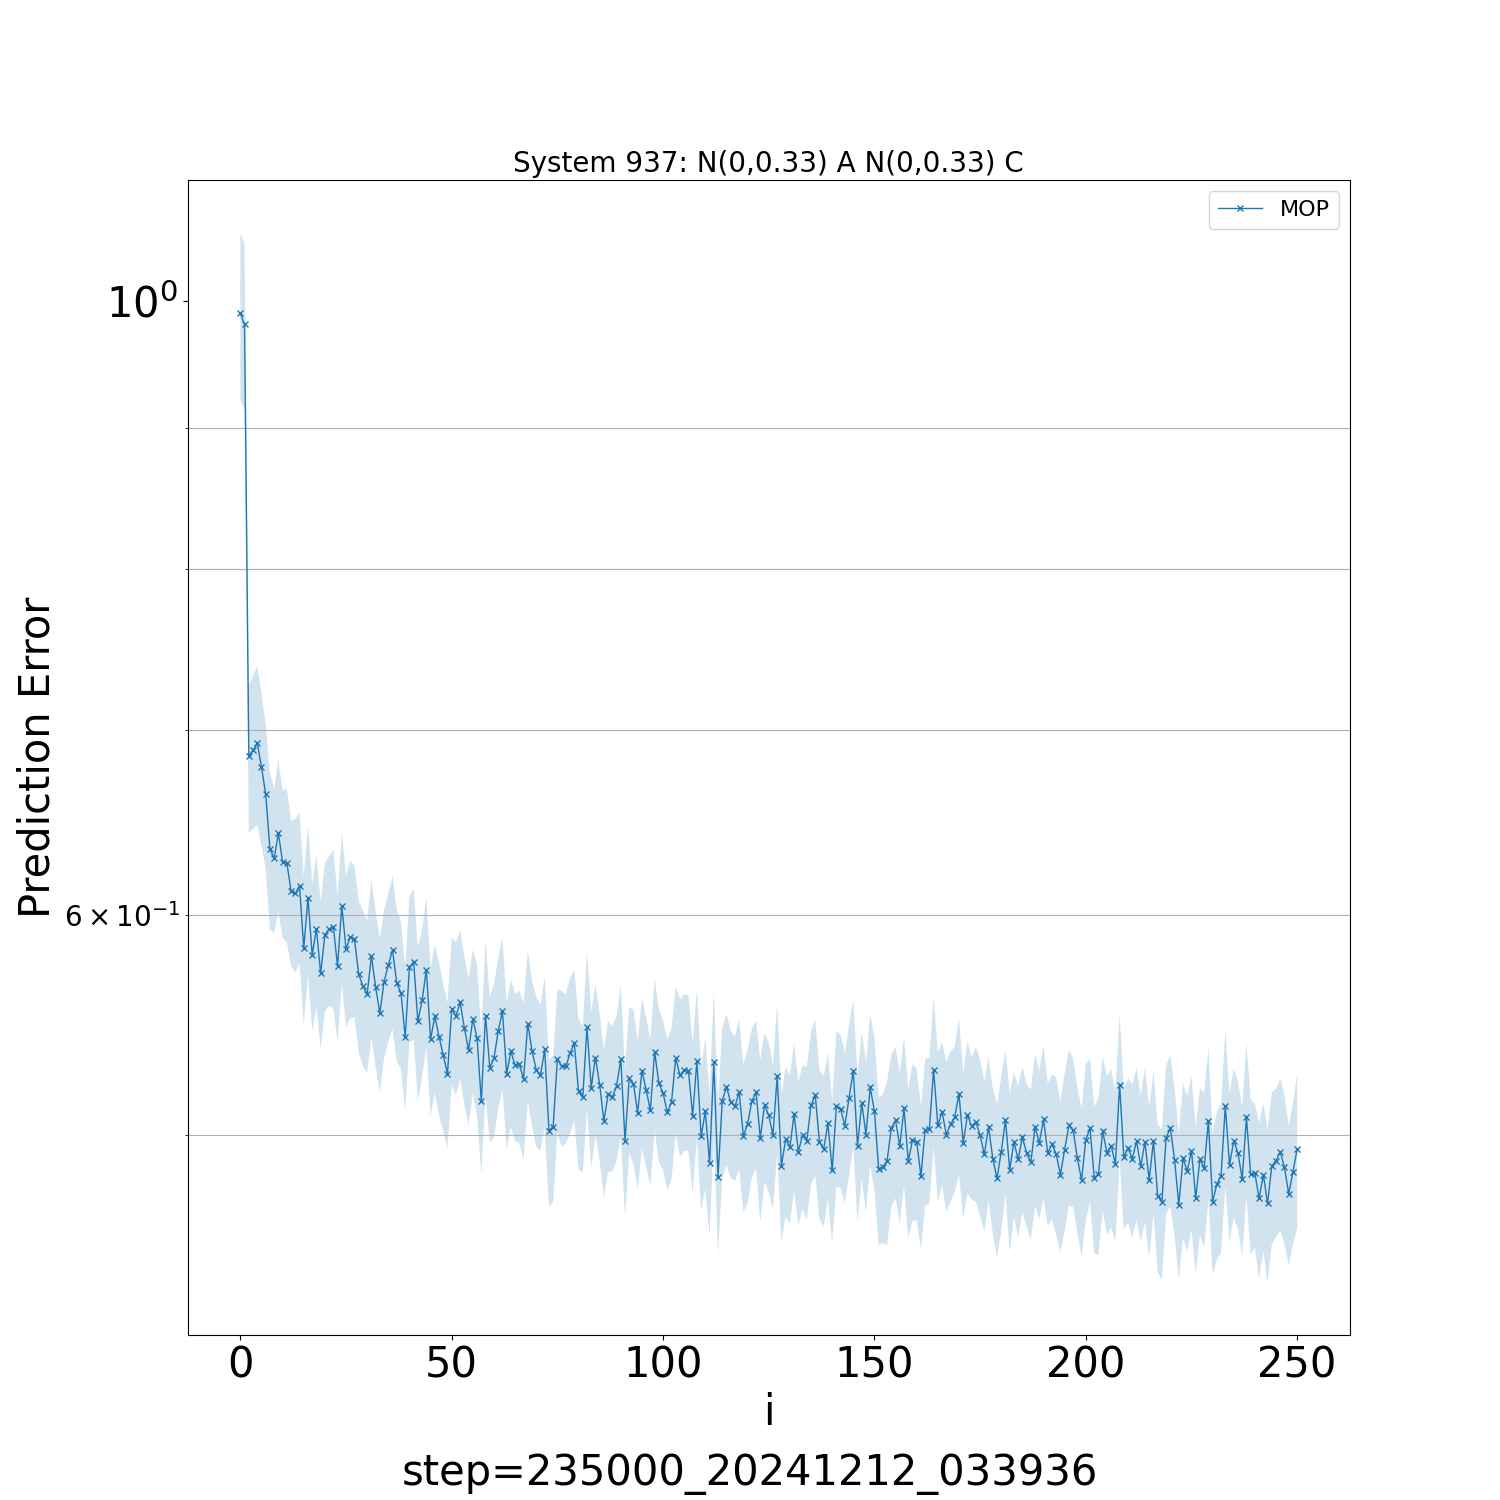 System 937: N(0,0.33) A N(0,0.33) C
MOP
10⁰
Prediction Error
6 × 10⁻¹
0 50 100 150 200 250
i
step=235000_20241212_033936